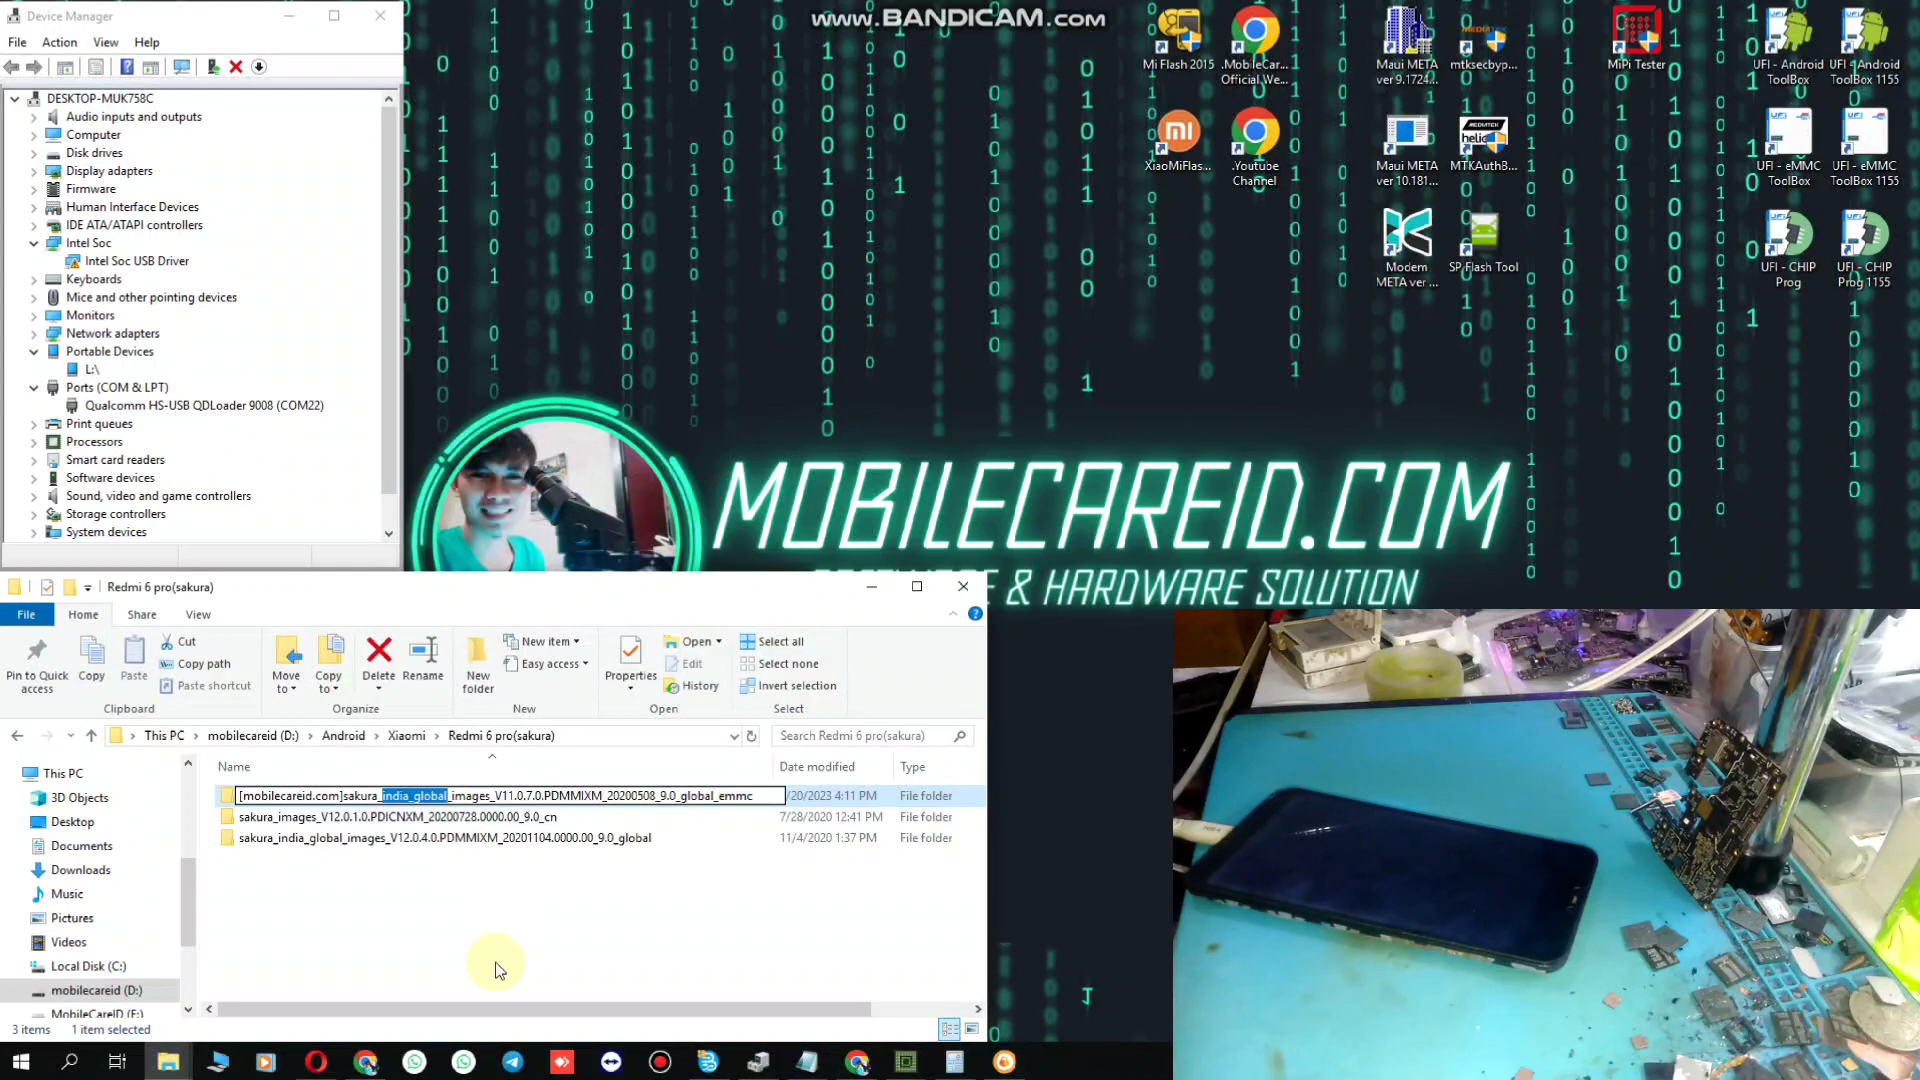 Device Manager
File Action View Help
DESKTOP-MUK758C
Audio inputs and outputs
Computer
Disk drives
Display adapters
Firmware
Human Interface Devices
IDE ATA/ATAPI controllers
Intel Soc
Intel Soc USB Driver
Keyboards
Mice and other pointing devices
Monitors
Network adapters
Portable Devices
L:\
Ports (COM & LPT)
Qualcomm HS-USB QDLoader 9008 (COM22)
Print queues
Processors
Smart card readers
Software devices
Sound, video and game controllers
Storage controllers
System devices
www.BANDICAM.com
Mi Flash 2015
.MobileCar... Official We...
Maui META ver 9.1724...
mtksecbyp...
MiPi Tester
UFI - Android ToolBox
UFI - Android ToolBox 1155
XiaoMiFlas...
.Youtube Channel
Maui META ver 10.181...
MTKAuthB...
UFI - eMMC ToolBox
UFI - eMMC ToolBox 1155
Modem META ver ...
SP Flash Tool
UFI - CHIP Prog
UFI - CHIP Prog 1155
MOBILECAREID.COM
& HARDWARE SOLUTION
Redmi 6 pro(sakura)
File Home Share View
Pin to Quick access
Copy
Paste
Cut
Copy path
Paste shortcut
Clipboard
Move to
Copy to
Delete
Rename
Organize
New folder
New item
Easy access
New
Properties
Open
Edit
History
Open
Select all
Select none
Invert selection
Select
This PC > mobilecareid (D:) > Android > Xiaomi > Redmi 6 pro(sakura)
Search Redmi 6 pro(sakura)
Name Date modified Type
[mobilecareid.com]sakura_india_global_images_V11.0.7.0.PDMMIXM_20200508_9.0_global_emmc /20/2023 4:11 PM File folder
sakura_images_V12.0.1.0.PDICNXM_20200728.0000.00_9.0_cn 7/28/2020 12:41 PM File folder
sakura_india_global_images_V12.0.4.0.PDMMIXM_20201104.0000.00_9.0_global 11/4/2020 1:37 PM File folder
This PC
3D Objects
Desktop
Documents
Downloads
Music
Pictures
Videos
Local Disk (C:)
mobilecareid (D:)
MobileCareID (E:)
3 items 1 item selected